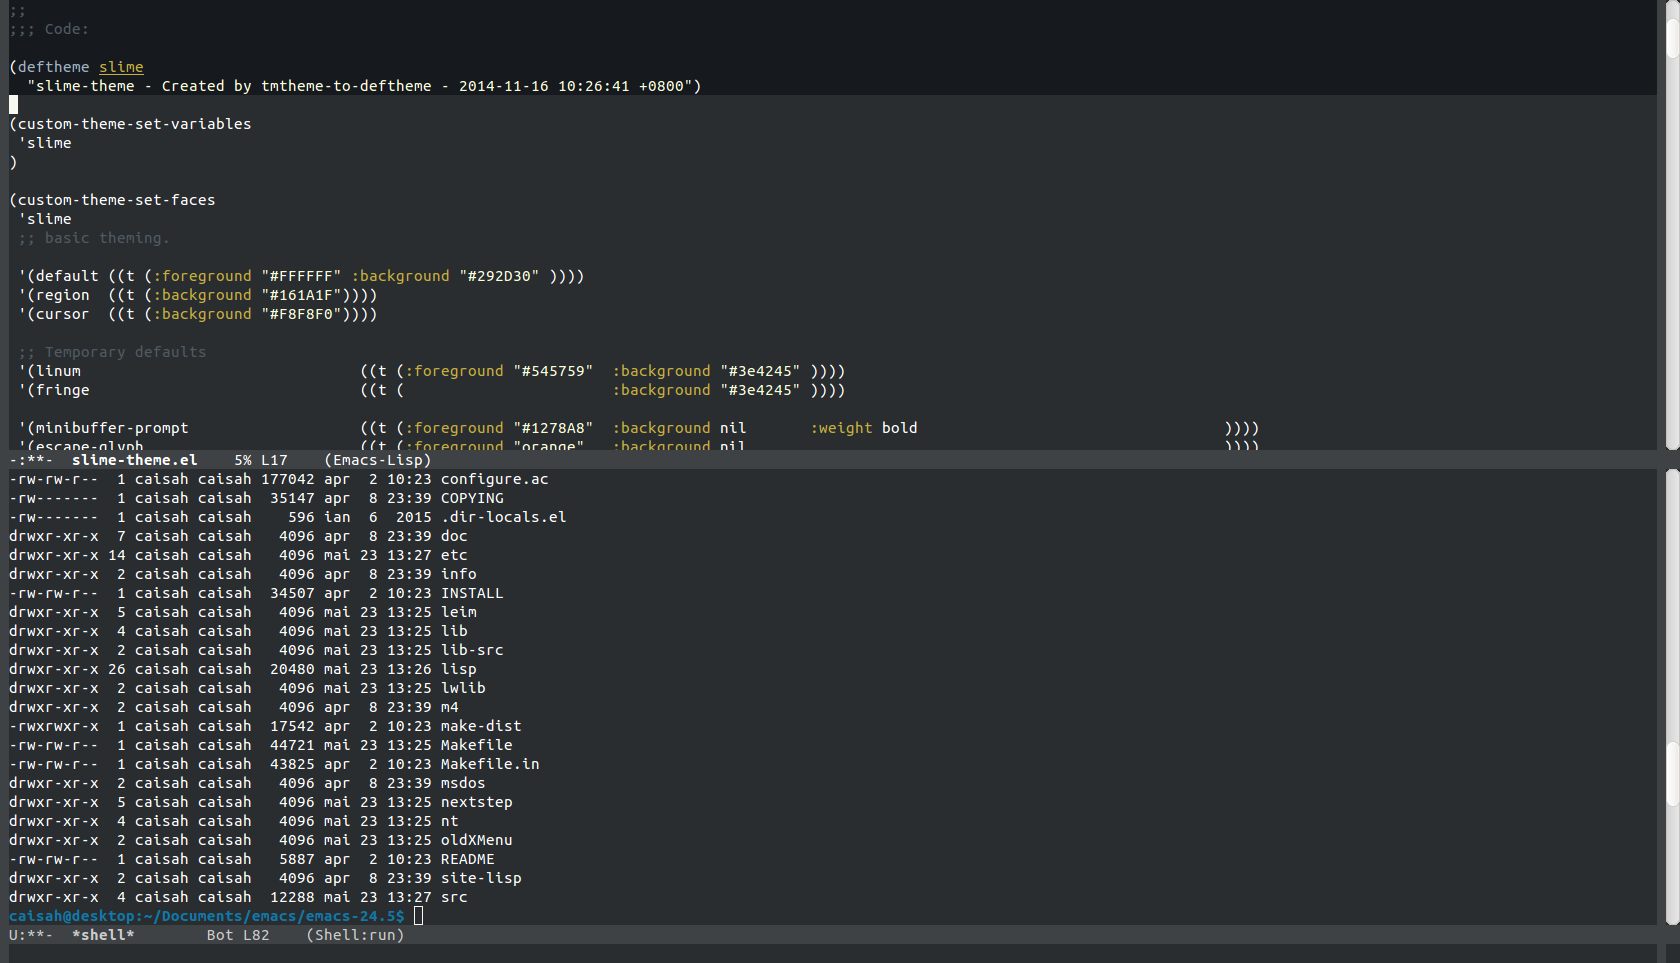 ;;
;;; Code:
(deftheme slime
  "slime-theme - Created by tmtheme-to-deftheme - 2014-11-16 10:26:41 +0800")
(custom-theme-set-variables
 'slime
)
(custom-theme-set-faces
 'slime
 ;; basic theming.
 '(default ((t (:foreground "#FFFFFF" :background "#292D30" ))))
 '(region  ((t (:background "#161A1F"))))
 '(cursor  ((t (:background "#F8F8F0"))))
 ;; Temporary defaults
 '(linum                               ((t (:foreground "#545759"  :background "#3e4245" ))))
 '(fringe                              ((t (                       :background "#3e4245" ))))
 '(minibuffer-prompt                   ((t (:foreground "#1278A8"  :background nil       :weight bold                                  ))))
 '(escape-glyph                        ((t (:foreground "orange"   :background nil                                                     ))))
-:**-  slime-theme.el    5% L17    (Emacs-Lisp)
-rw-rw-r--  1 caisah caisah 177042 apr  2 10:23 configure.ac
-rw-------  1 caisah caisah  35147 apr  8 23:39 COPYING
-rw-------  1 caisah caisah    596 ian  6  2015 .dir-locals.el
drwxr-xr-x  7 caisah caisah   4096 apr  8 23:39 doc
drwxr-xr-x 14 caisah caisah   4096 mai 23 13:27 etc
drwxr-xr-x  2 caisah caisah   4096 apr  8 23:39 info
-rw-rw-r--  1 caisah caisah  34507 apr  2 10:23 INSTALL
drwxr-xr-x  5 caisah caisah   4096 mai 23 13:25 leim
drwxr-xr-x  4 caisah caisah   4096 mai 23 13:25 lib
drwxr-xr-x  2 caisah caisah   4096 mai 23 13:25 lib-src
drwxr-xr-x 26 caisah caisah  20480 mai 23 13:26 lisp
drwxr-xr-x  2 caisah caisah   4096 mai 23 13:25 lwlib
drwxr-xr-x  2 caisah caisah   4096 apr  8 23:39 m4
-rwxrwxr-x  1 caisah caisah  17542 apr  2 10:23 make-dist
-rw-rw-r--  1 caisah caisah  44721 mai 23 13:25 Makefile
-rw-rw-r--  1 caisah caisah  43825 apr  2 10:23 Makefile.in
drwxr-xr-x  2 caisah caisah   4096 apr  8 23:39 msdos
drwxr-xr-x  5 caisah caisah   4096 mai 23 13:25 nextstep
drwxr-xr-x  4 caisah caisah   4096 mai 23 13:25 nt
drwxr-xr-x  2 caisah caisah   4096 mai 23 13:25 oldXMenu
-rw-rw-r--  1 caisah caisah   5887 apr  2 10:23 README
drwxr-xr-x  2 caisah caisah   4096 apr  8 23:39 site-lisp
drwxr-xr-x  4 caisah caisah  12288 mai 23 13:27 src
caisah@desktop:~/Documents/emacs/emacs-24.5$
U:**-  *shell*        Bot L82    (Shell:run)